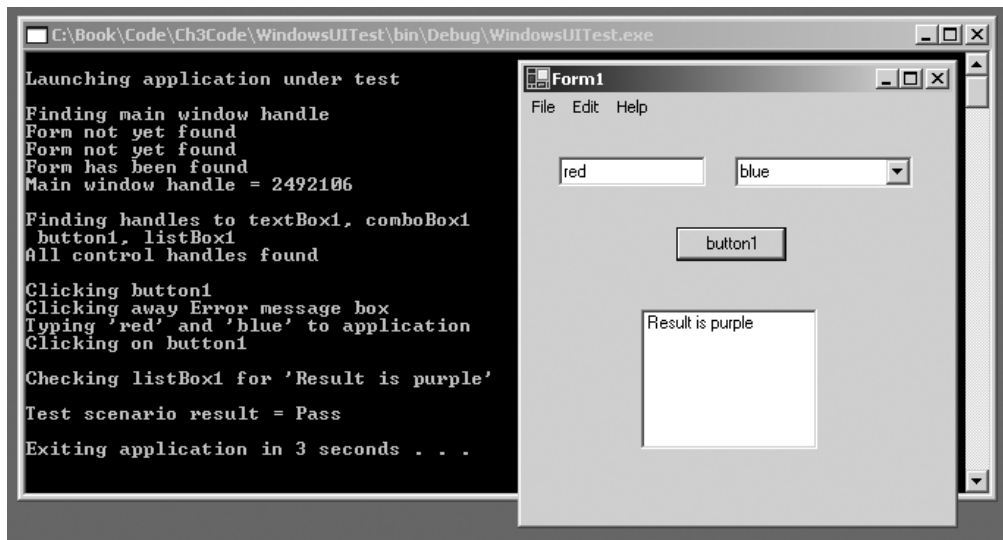 C:\Book\Code\Ch3Code\WindowsUITest\bin\Debug\WindowsUITest.exe
Launching application under test
Finding main window handle
Form not yet found
Form not yet found
Form has been found
Main window handle = 2492106
Finding handles to textBox1, comboBox1
button1, listBox1
All control handles found
Clicking button1
Clicking away Error message box
Typing 'red' and 'blue' to application
Clicking on button1
Checking listBox1 for 'Result is purple'
Test scenario result = Pass
Exiting application in 3 seconds . . .
Form1
File Edit Help
red blue
button1
Result is purple